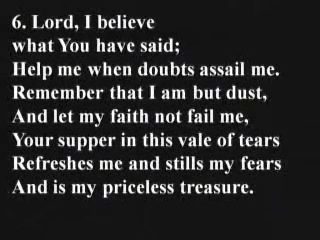 6. Lord, I believe
what You have said;
Help me when doubts assail me.
Remember that I am but dust,
And let my faith not fail me,
Your supper in this vale of tears
Refreshes me and stills my fears
And is my priceless treasure.